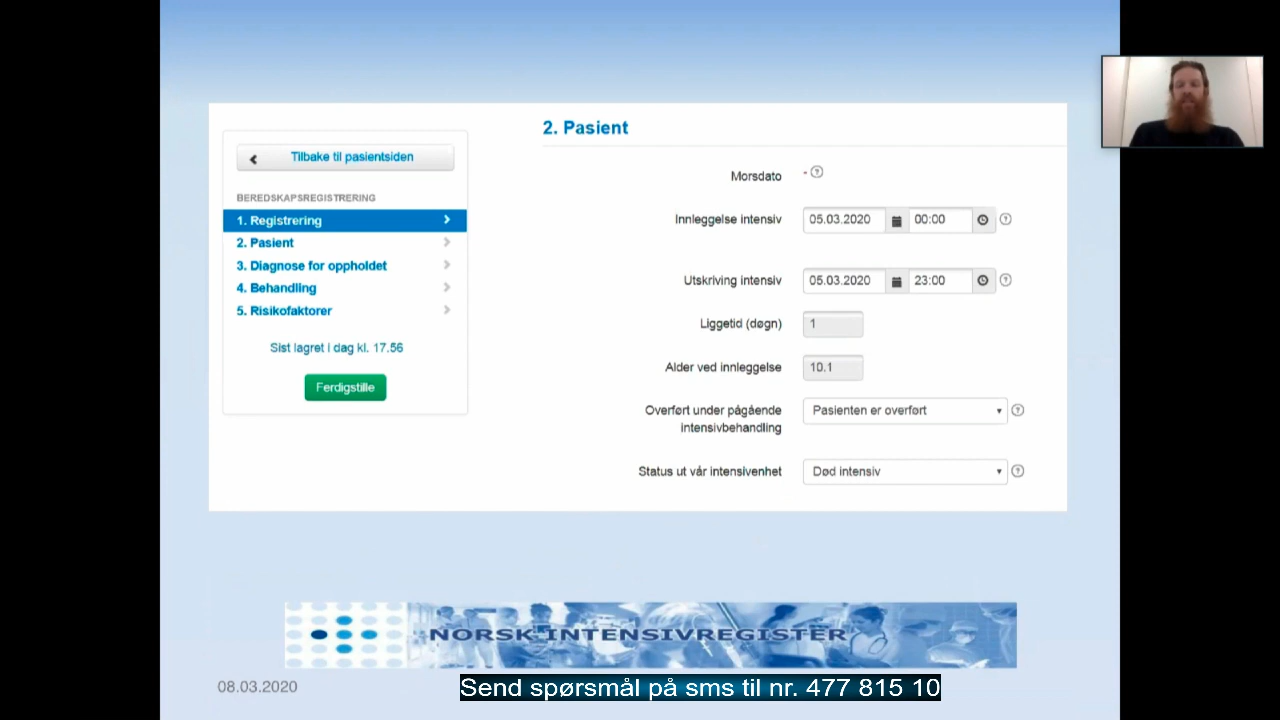 2. Pasient
Tilbake til pasientsiden
BEREDSKAPSREGISTRERING
1. Registrering
2. Pasient
3. Diagnose for oppholdet
4. Behandling
5. Risikofaktorer
Sist lagret i dag kl. 17.56
Ferdigstille
Morsdato - ?
Innleggelse intensiv 05.03.2020 00:00 ?
Utskriving intensiv 05.03.2020 23:00 ?
Liggetid (døgn) 1
Alder ved innleggelse 10.1
Overført under pågående
intensivbehandling Pasienten er overført ?
Status ut vår intensivenhet Død intensiv ?
NORSK INTENSIVREGISTER
08.03.2020
Send spørsmål på sms til nr. 477 815 10